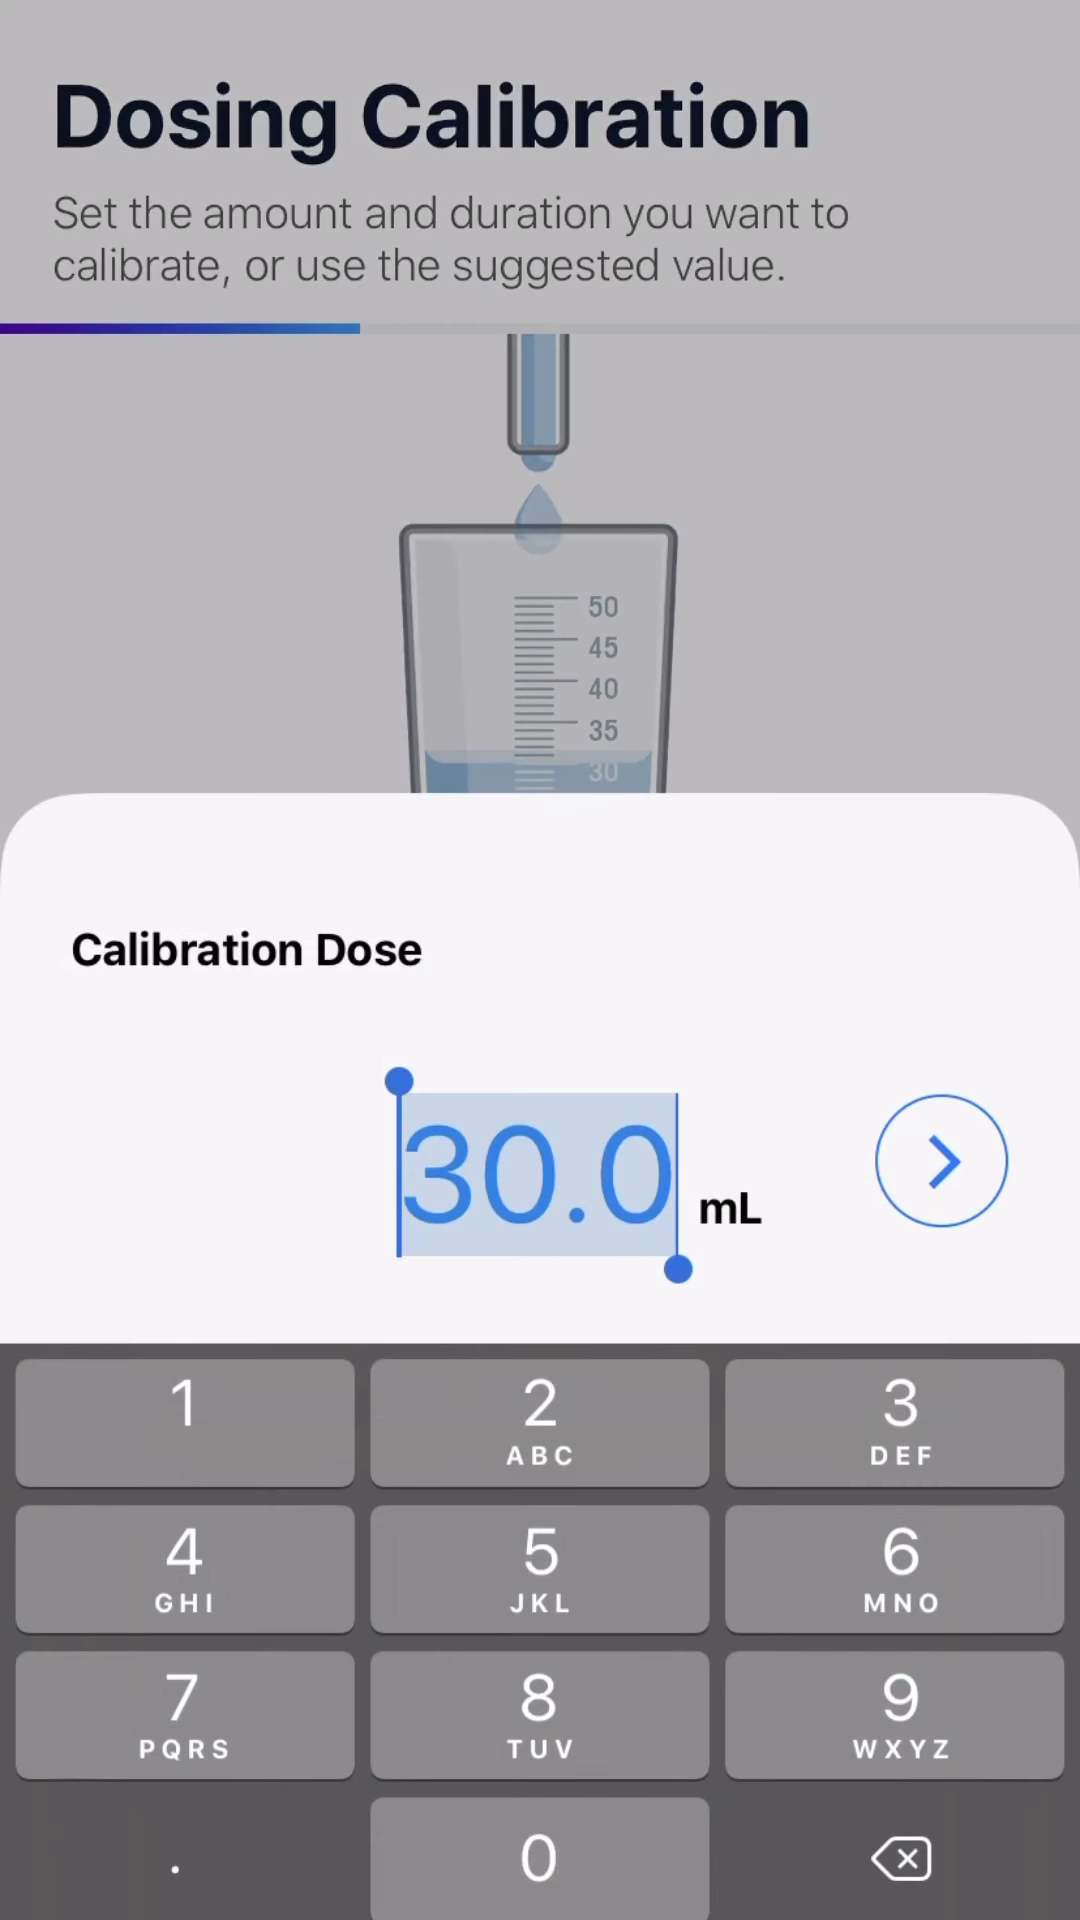 Dosing Calibration
Set the amount and duration you want to
calibrate, or use the suggested value.
50
45
40
35
30
Calibration Dose
30.0 mL
1
2
ABC
3
DEF
4
GHI
5
JKL
6
MNO
7
PQRS
8
TUV
9
WXYZ
.
0